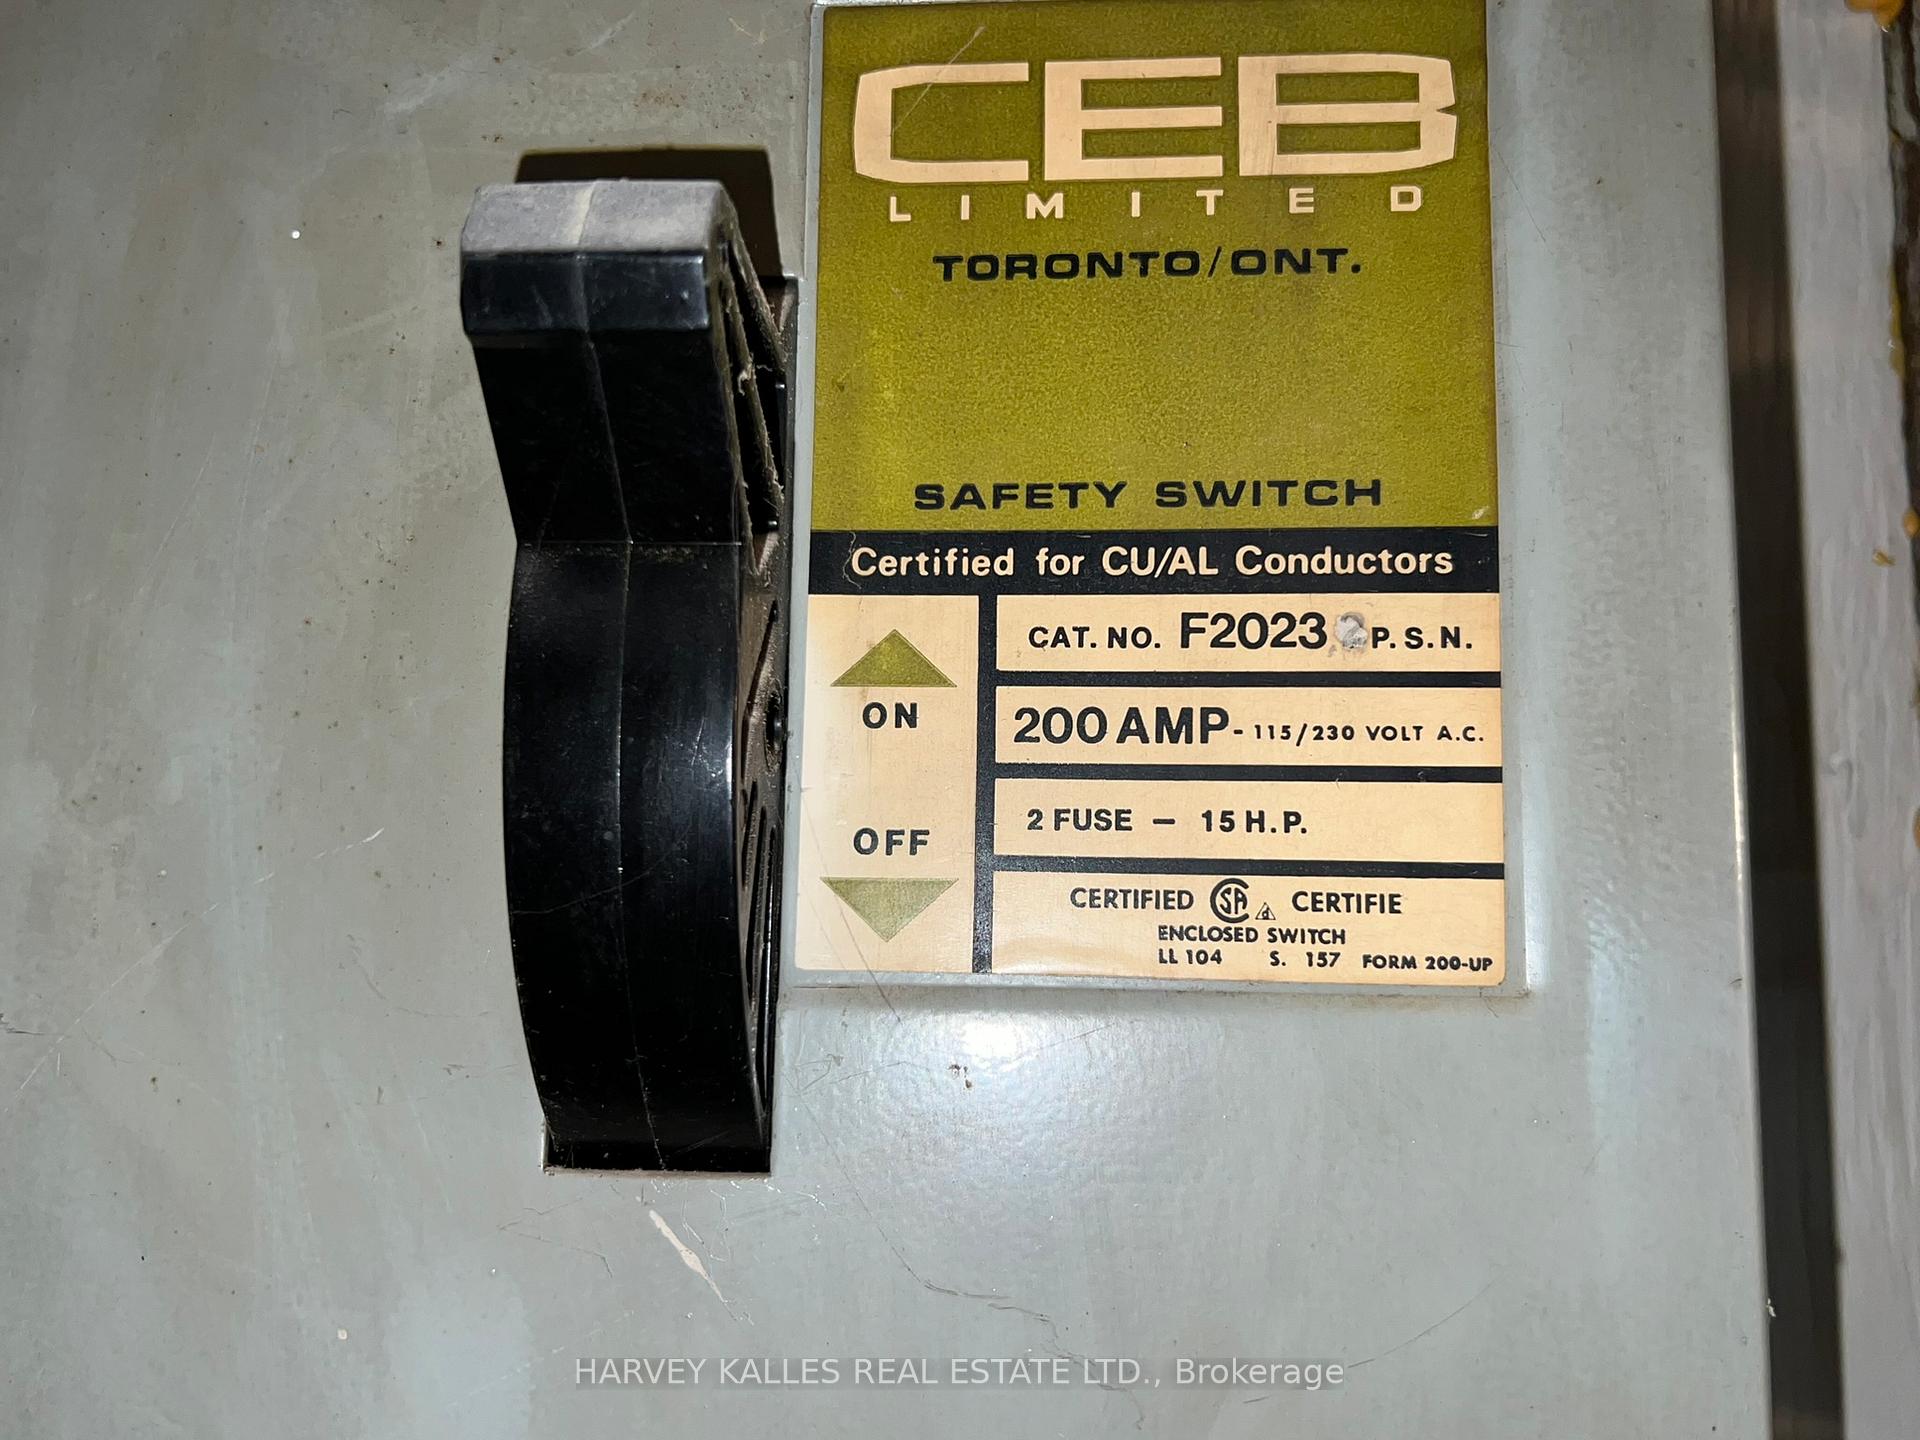 CEB
LIMITED
TORONTO/ONT.
SAFETY SWITCH
Certified for CU/AL Conductors
ON
OFF
CAT. NO. F2023 P.S.N.
200 AMP - 115/230 VOLT A.C.
2 FUSE — 15 H.P.
CERTIFIED CSA CERTIFIE
ENCLOSED SWITCH
LL 104 S. 157 FORM 200-UP
HARVEY KALLES REAL ESTATE LTD., Brokerage